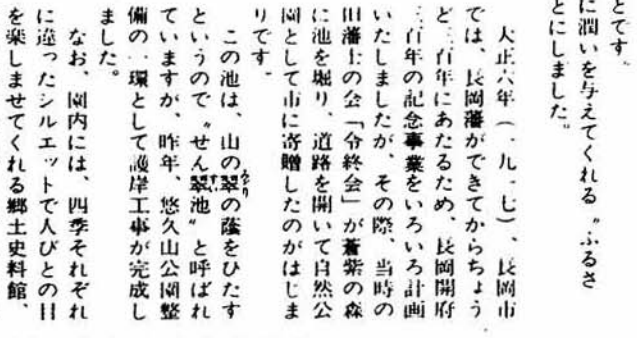 とです。
に潤いを与えてくれる〝ふるさ
とにしました。
大正六年（一九一七）、長岡市
では、長岡藩ができてからちょう
ど三百年にあたるため、長岡開府
三百年の記念事業をいろいろ計画
いたしましたが、その際、当時の
旧藩士の会「令終会」が蒼紫の森
に池を堀り、道路を開いて自然公
園として市に寄贈したのがはじま
りです。
この池は、山の翠の蔭をひたす
というので〝せん翠池〟と呼ばれ
ていますが、昨年、悠久山公園整
備の一環として護岸工事が完成し
ました。
なお、園内には、四季それぞれ
に違ったシルエットで人びとの目
を楽しませてくれる郷土史料館、